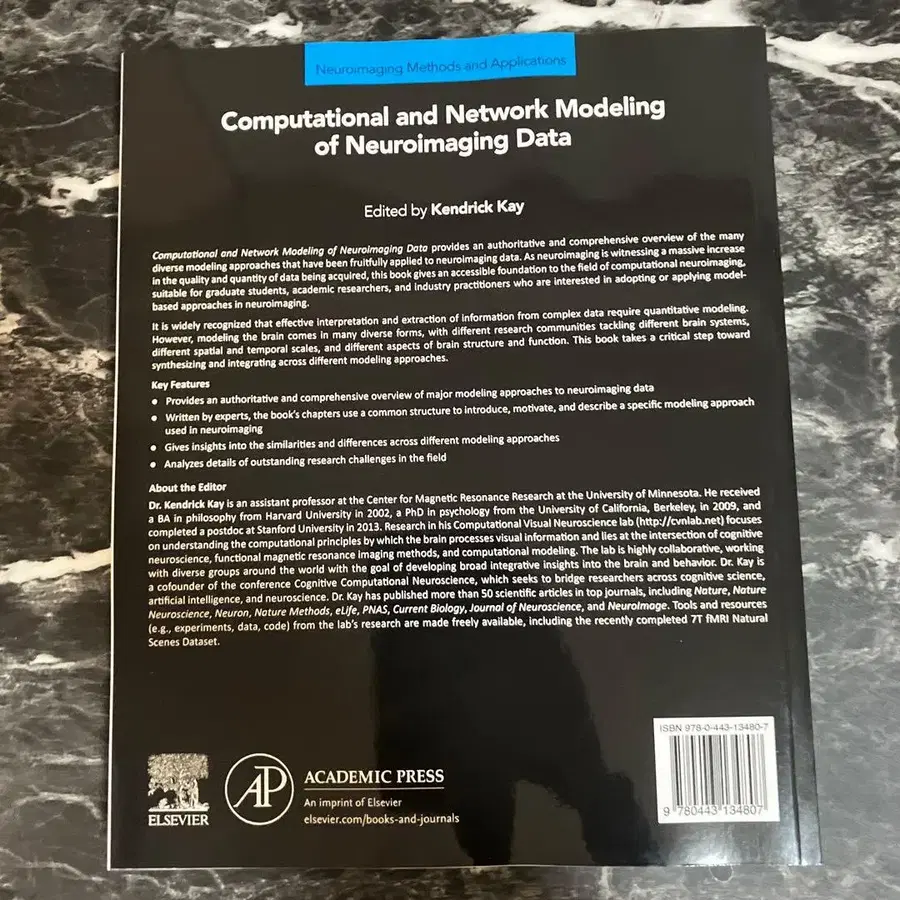 Neuroimaging Methods and Applications
Computational and Network Modeling
of Neuroimaging Data
Edited by Kendrick Kay
Computational and Network Modeling of Neuroimaging Data provides an authoritative and comprehensive overview of the many
diverse modeling approaches that have been fruitfully applied to neuroimaging data. As neuroimaging is witnessing a massive increase
in the quality and quantity of data being acquired, this book gives an accessible foundation to the field of computational neuroimaging,
suitable for graduate students, academic researchers, and industry practitioners who are interested in adopting or applying model-
based approaches in neuroimaging.
It is widely recognized that effective interpretation and extraction of information from complex data require quantitative modeling.
However, modeling the brain comes in many diverse forms, with different research communities tackling different brain systems,
different spatial and temporal scales, and different aspects of brain structure and function. This book takes a critical step toward
synthesizing and integrating across different modeling approaches.
Key Features
• Provides an authoritative and comprehensive overview of major modeling approaches to neuroimaging data
• Written by experts, the book's chapters use a common structure to introduce, motivate, and describe a specific modeling approach
used in neuroimaging
• Gives insights into the similarities and differences across different modeling approaches
• Analyzes details of outstanding research challenges in the field
About the Editor
Dr. Kendrick Kay is an assistant professor at the Center for Magnetic Resonance Research at the University of Minnesota. He received
a BA in philosophy from Harvard University in 2002, a PhD in psychology from the University of California, Berkeley, in 2009, and
completed a postdoc at Stanford University in 2013. Research in his Computational Visual Neuroscience lab (http://cvnlab.net) focuses
on understanding the computational principles by which the brain processes visual information and lies at the intersection of cognitive
neuroscience, functional magnetic resonance imaging methods, and computational modeling. The lab is highly collaborative, working
with diverse groups around the world with the goal of developing broad integrative insights into the brain and behavior. Dr. Kay is
a cofounder of the conference Cognitive Computational Neuroscience, which seeks to bridge researchers across cognitive science,
artificial intelligence, and neuroscience. Dr. Kay has published more than 50 scientific articles in top journals, including Nature, Nature
Neuroscience, Neuron, Nature Methods, eLife, PNAS, Current Biology, Journal of Neuroscience, and NeuroImage. Tools and resources
(e.g., experiments, data, code) from the lab's research are made freely available, including the recently completed 7T fMRI Natural
Scenes Dataset.
ISBN 978-0-443-13480-7
9 780443 134807
ELSEVIER
AP
ACADEMIC PRESS
An imprint of Elsevier
elsevier.com/books-and-journals